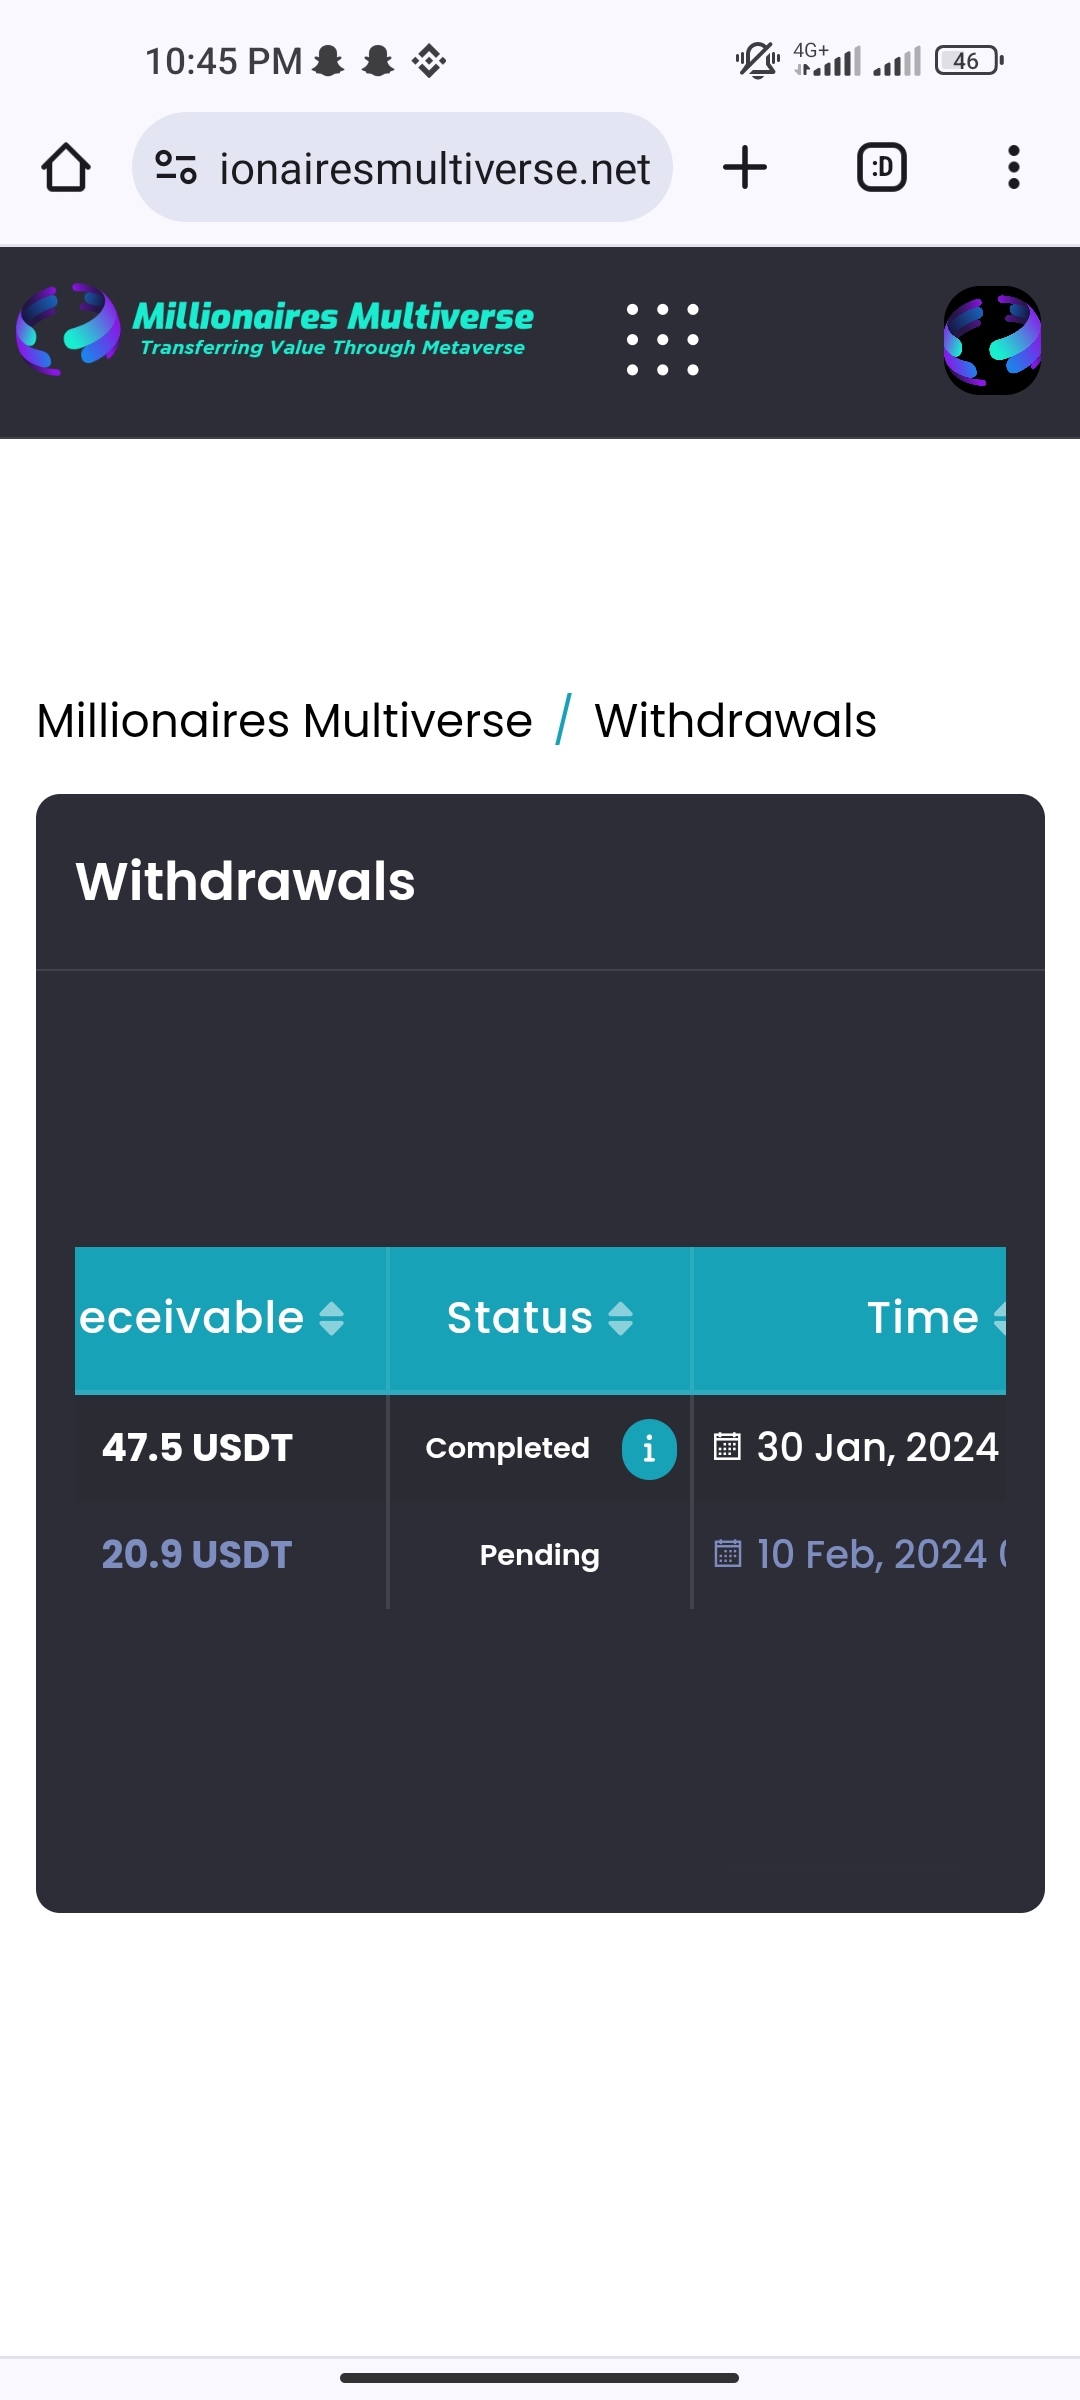 10:45 PM
4G+
46
ionairesmultiverse.net
:D
Millionaires Multiverse
Transferring Value Through Metaverse
Millionaires Multiverse / Withdrawals
Withdrawals
eceivable Status Time
47.5 USDT Completed i 30 Jan, 2024
20.9 USDT Pending 10 Feb, 2024